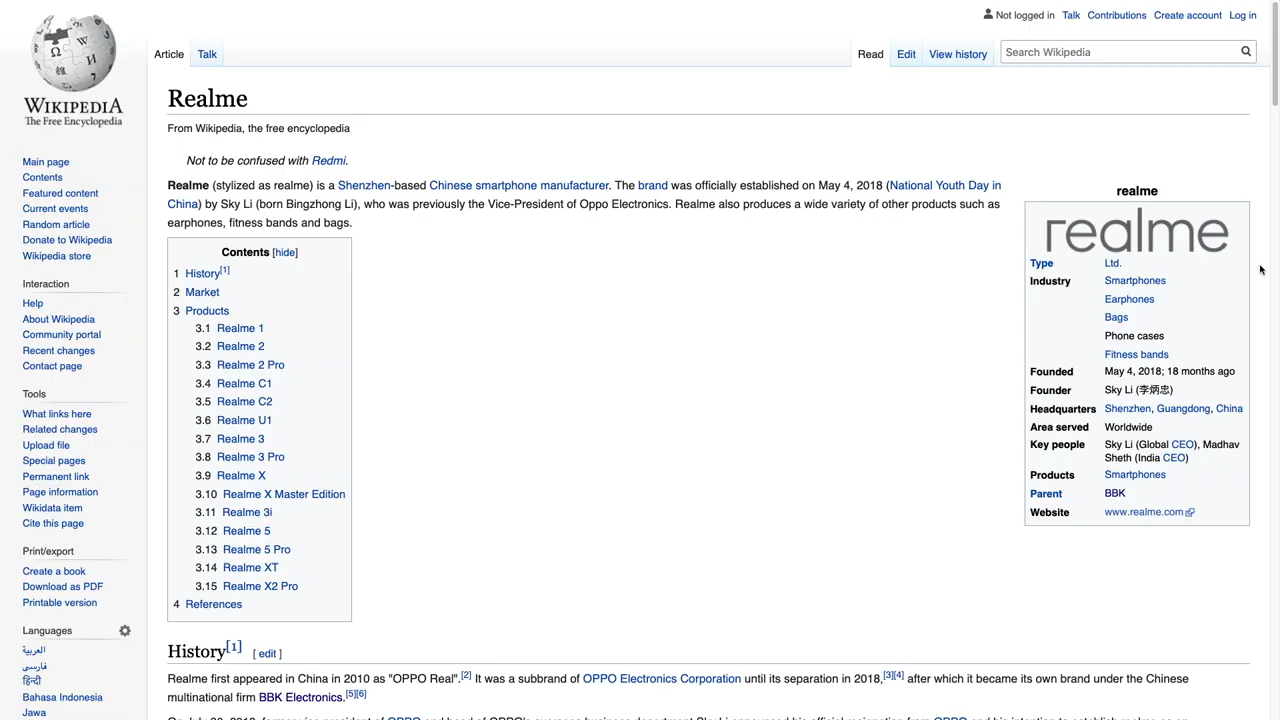 Not logged in Talk Contributions Create account Log in
Article Talk Read Edit View history Search Wikipedia
WIKIPEDIA
The Free Encyclopedia
Main page
Contents
Featured content
Current events
Random article
Donate to Wikipedia
Wikipedia store
Interaction
Help
About Wikipedia
Community portal
Recent changes
Contact page
Tools
What links here
Related changes
Upload file
Special pages
Permanent link
Page information
Wikidata item
Cite this page
Print/export
Create a book
Download as PDF
Printable version
Languages
العربية
فارسی
हिन्दी
Bahasa Indonesia
Jawa
Realme
From Wikipedia, the free encyclopedia
Not to be confused with Redmi.
Realme (stylized as realme) is a Shenzhen-based Chinese smartphone manufacturer. The brand was officially established on May 4, 2018 (National Youth Day in
China) by Sky Li (born Bingzhong Li), who was previously the Vice-President of Oppo Electronics. Realme also produces a wide variety of other products such as
earphones, fitness bands and bags.
Contents [hide]
1 History[1]
2 Market
3 Products
3.1 Realme 1
3.2 Realme 2
3.3 Realme 2 Pro
3.4 Realme C1
3.5 Realme C2
3.6 Realme U1
3.7 Realme 3
3.8 Realme 3 Pro
3.9 Realme X
3.10 Realme X Master Edition
3.11 Realme 3i
3.12 Realme 5
3.13 Realme 5 Pro
3.14 Realme XT
3.15 Realme X2 Pro
4 References
realme
realme
Type Ltd.
Industry Smartphones
Earphones
Bags
Phone cases
Fitness bands
Founded May 4, 2018; 18 months ago
Founder Sky Li (李炳忠)
Headquarters Shenzhen, Guangdong, China
Area served Worldwide
Key people Sky Li (Global CEO), Madhav
Sheth (India CEO)
Products Smartphones
Parent BBK
Website www.realme.com
History[1] [ edit ]
Realme first appeared in China in 2010 as "OPPO Real".[2] It was a subbrand of OPPO Electronics Corporation until its separation in 2018,[3][4] after which it became its own brand under the Chinese
multinational firm BBK Electronics.[5][6]